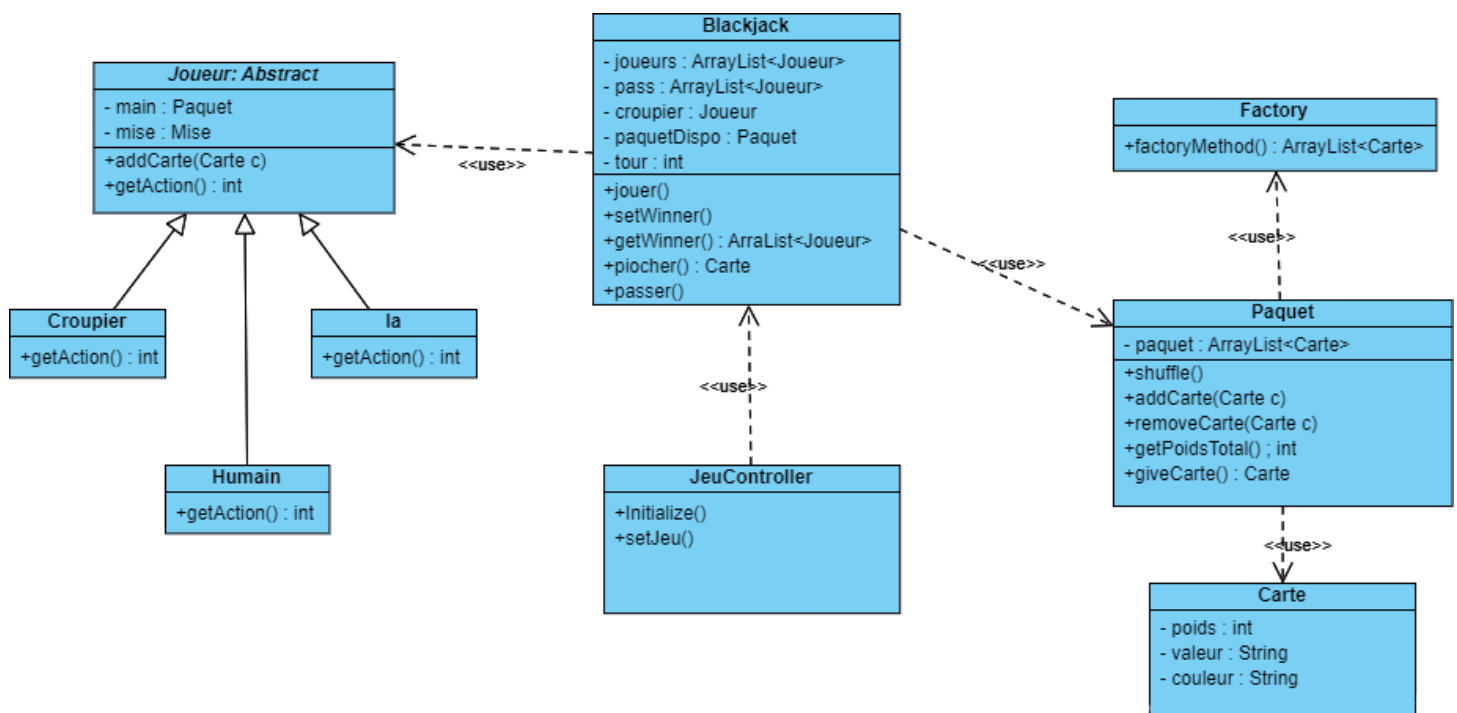 Joueur: Abstract
- main : Paquet
- mise : Mise
+addCarte(Carte c)
+getAction() : int
Croupier
+getAction() : int
Ia
+getAction() : int
Humain
+getAction() : int
<<use>>
Blackjack
- joueurs : ArrayList<Joueur>
- pass : ArrayList<Joueur>
- croupier : Joueur
- paquetDispo : Paquet
- tour : int
+jouer()
+setWinner()
+getWinner() : ArraList<Joueur>
+piocher() : Carte
+passer()
<<use>>
JeuController
+Initialize()
+setJeu()
<<use>>
Factory
+factoryMethod() : ArrayList<Carte>
<<use>>
Paquet
- paquet : ArrayList<Carte>
+shuffle()
+addCarte(Carte c)
+removeCarte(Carte c)
+getPoidsTotal() ; int
+giveCarte() : Carte
<<use>>
Carte
- poids : int
- valeur : String
- couleur : String